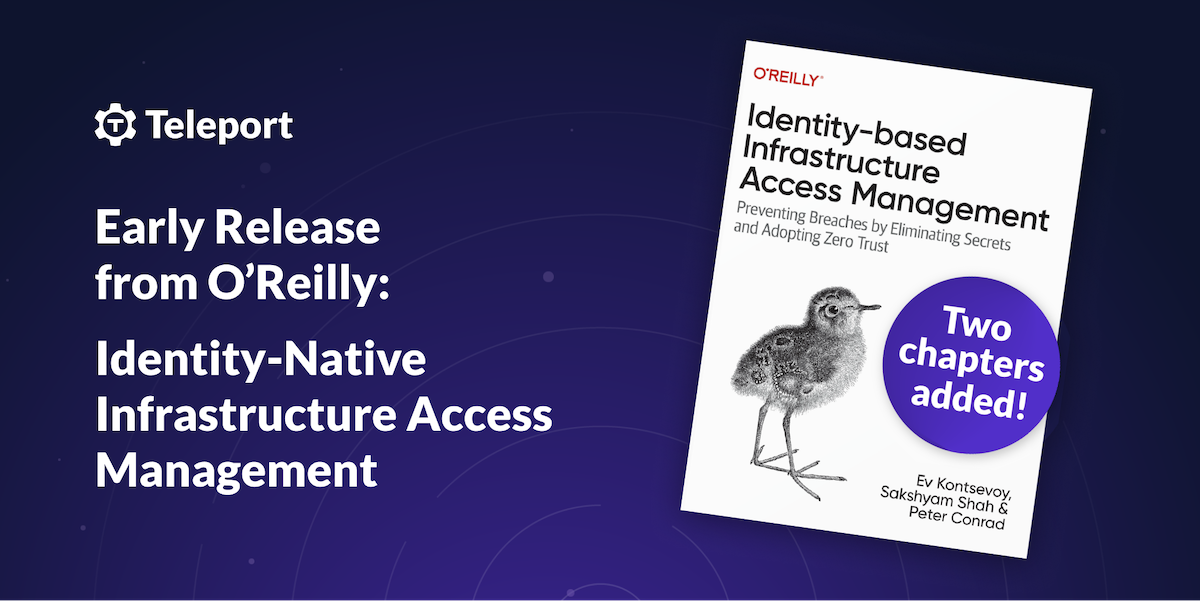 Teleport
Early Release
from O’Reilly:
Identity-Native
Infrastructure Access
Management
O'REILLY®
Identity-based
Infrastructure
Access Management
Preventing Breaches by Eliminating Secrets
and Adopting Zero Trust
Two
chapters
added!
Ev Kontsevoy,
Sakshyam Shah &
Peter Conrad